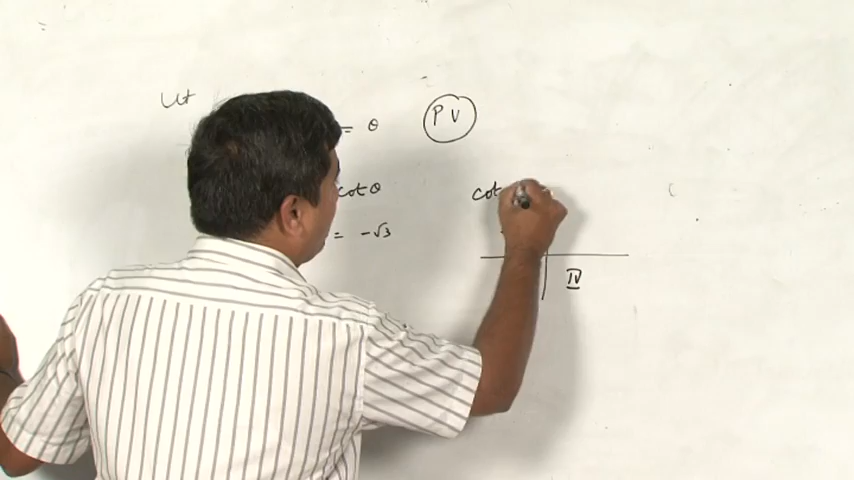 Let
= θ
PV
cot θ
cot
= -√3
IV